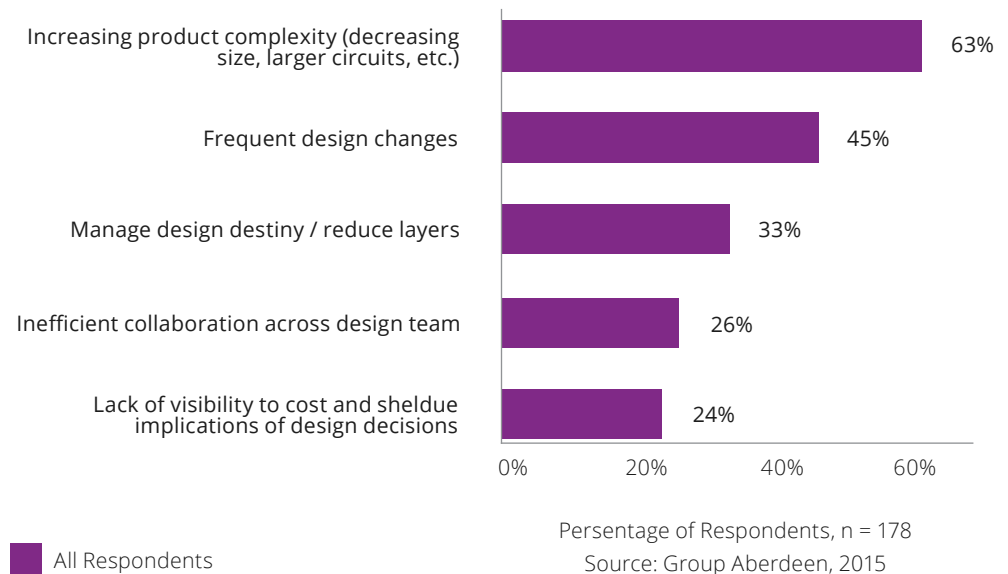 Increasing product complexity (decreasing
size, larger circuits, etc.)
63%
Frequent design changes
45%
Manage design destiny / reduce layers
33%
Inefficient collaboration across design team
26%
Lack of visibility to cost and sheldue
implications of design decisions
24%
0% 20% 40% 60%
Persentage of Respondents, n = 178
All Respondents
Source: Group Aberdeen, 2015